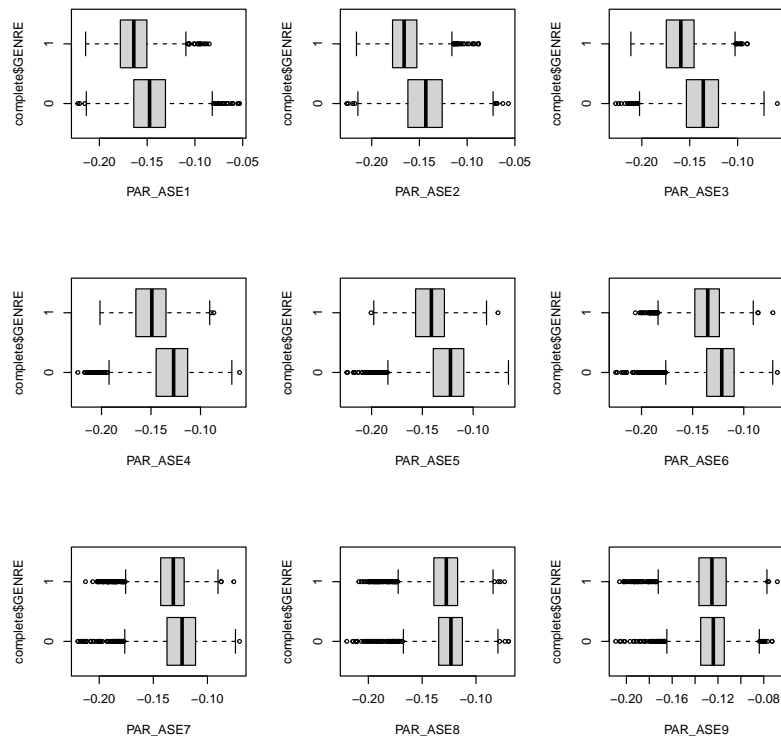 complete$GENRE
1
0
−0.20 −0.15 −0.10 −0.05
PAR_ASE1
complete$GENRE
1
0
−0.20 −0.15 −0.10 −0.05
PAR_ASE2
complete$GENRE
1
0
−0.20 −0.15 −0.10
PAR_ASE3
complete$GENRE
1
0
−0.20 −0.15 −0.10
PAR_ASE4
complete$GENRE
1
0
−0.20 −0.15 −0.10
PAR_ASE5
complete$GENRE
1
0
−0.20 −0.15 −0.10
PAR_ASE6
complete$GENRE
1
0
−0.20 −0.15 −0.10
PAR_ASE7
complete$GENRE
1
0
−0.20 −0.15 −0.10
PAR_ASE8
complete$GENRE
1
0
−0.20 −0.16 −0.12 −0.08
PAR_ASE9